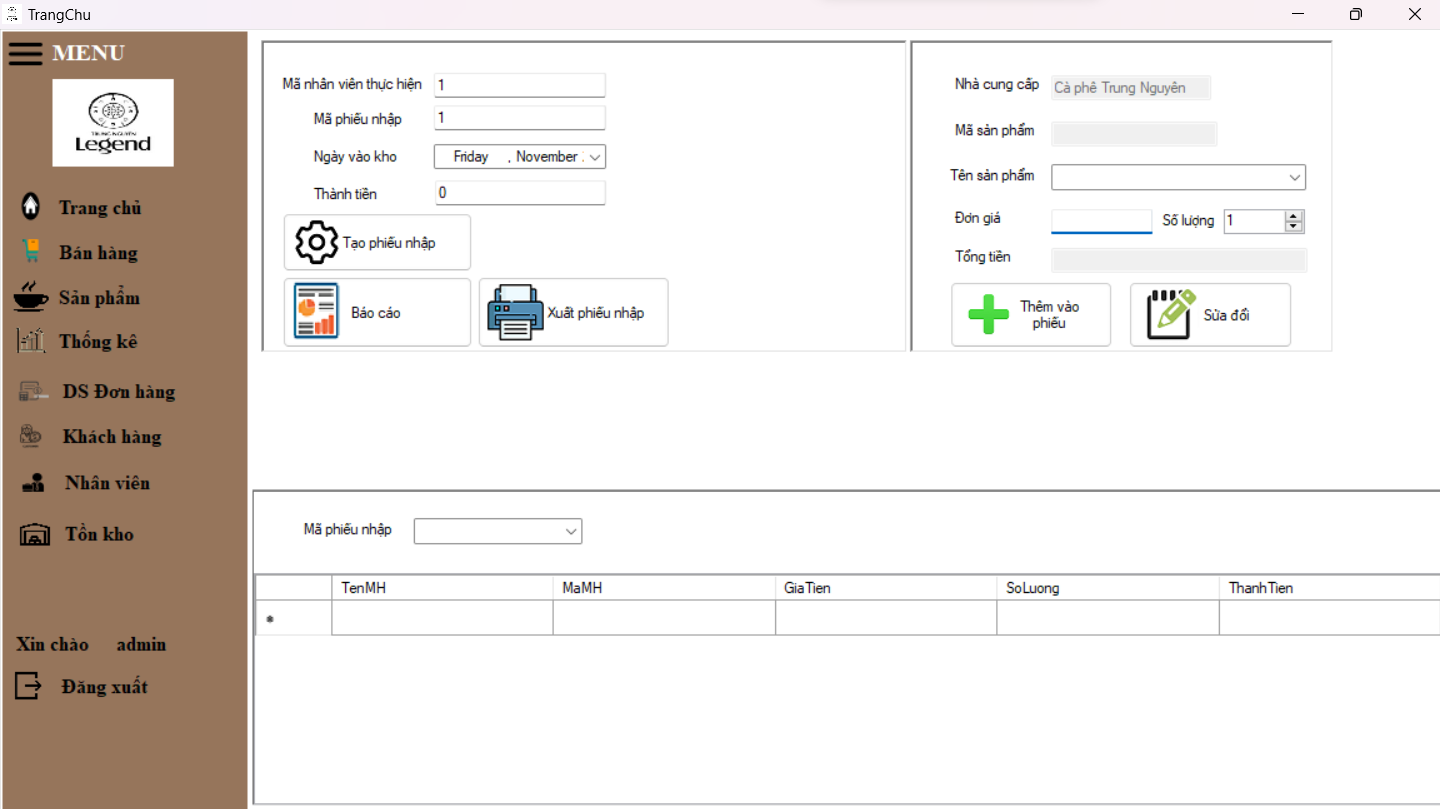 TrangChu
MENU
TRUNG NGUYÊN
Legend
Trang chủ
Bán hàng
Sản phẩm
Thống kê
DS Đơn hàng
Khách hàng
Nhân viên
Tồn kho
Xin chào admin
Đăng xuất
Mã nhân viên thực hiện 1
Mã phiếu nhập 1
Ngày vào kho Friday , November
Thành tiền 0
Tạo phiếu nhập
Báo cáo
Xuất phiếu nhập
Nhà cung cấp Cà phê Trung Nguyên
Mã sản phẩm
Tên sản phẩm
Đơn giá Số lượng 1
Tổng tiền
Thêm vào
phiếu
Sửa đổi
Mã phiếu nhập
TenMH MaMH GiaTien SoLuong ThanhTien